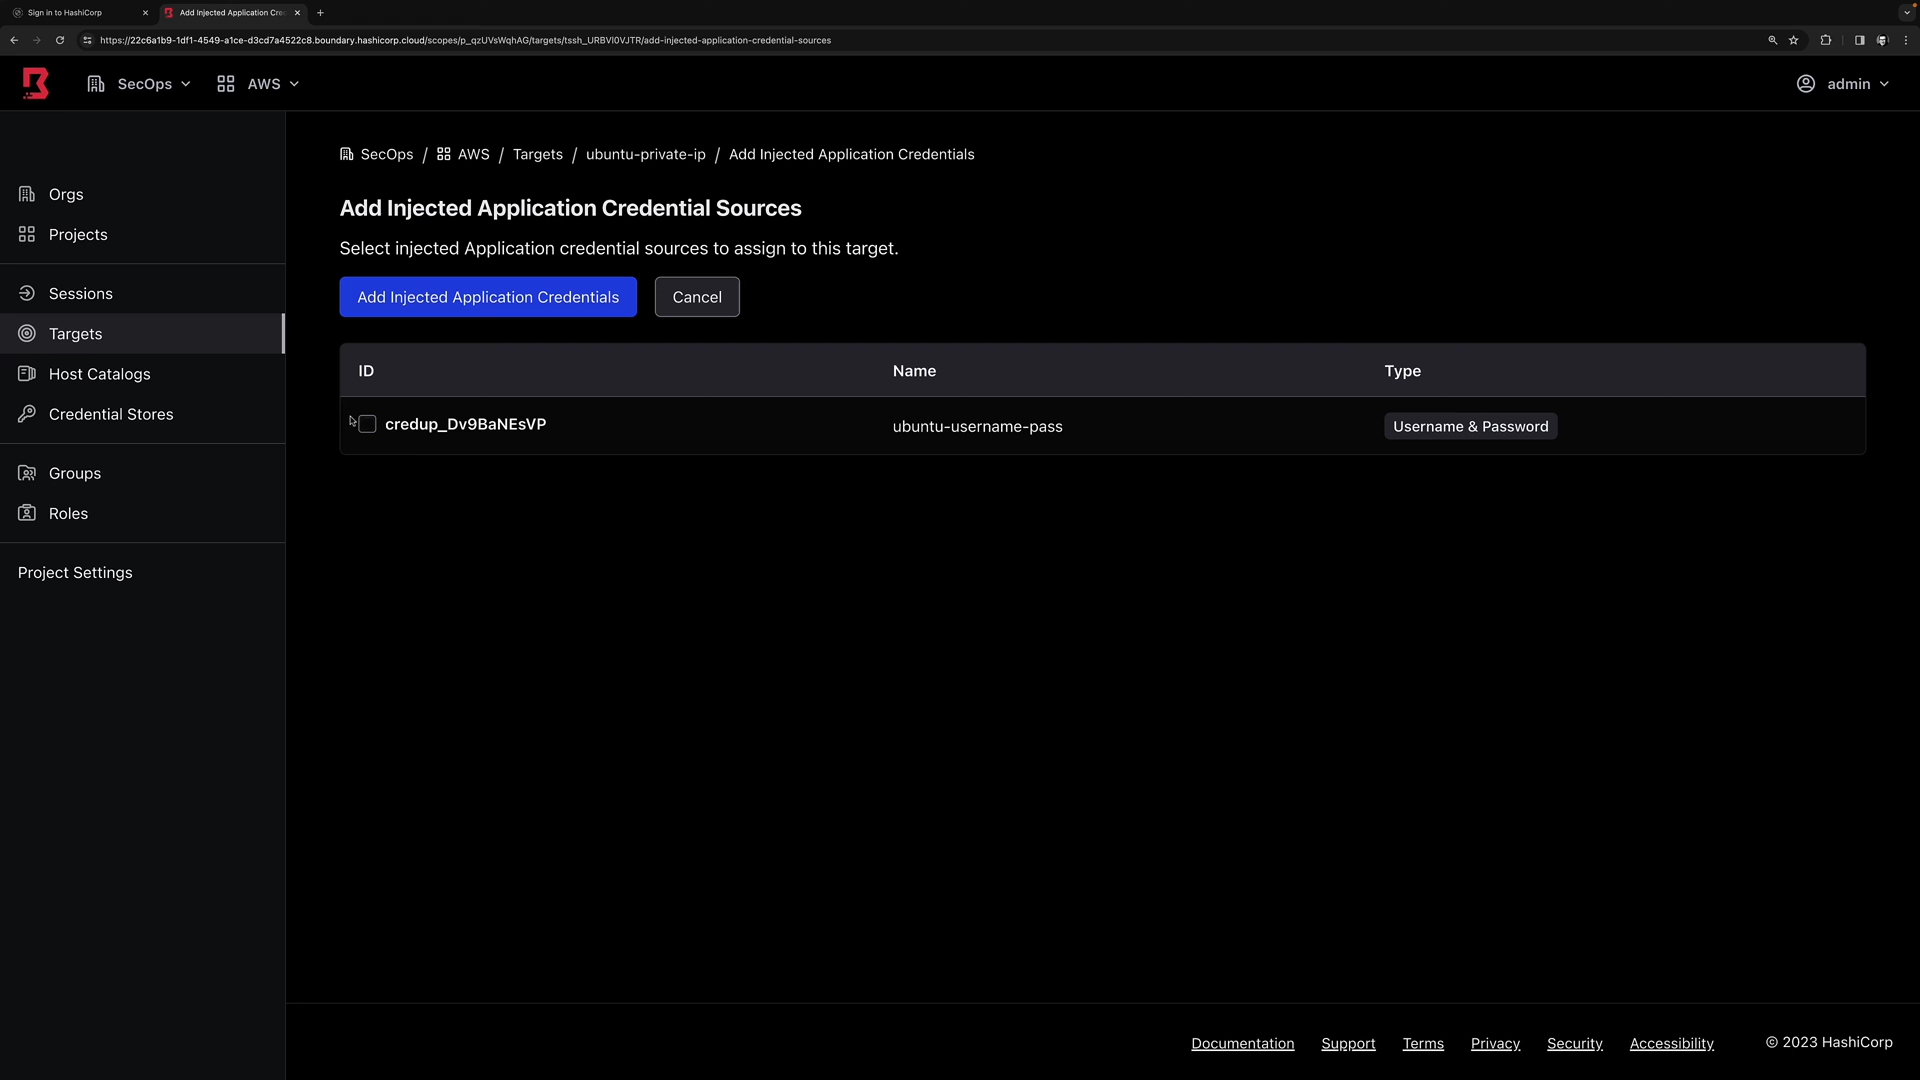 Sign in to HashiCorp
Add Injected Application Cre
https://22c6a1b9-1df1-4549-a1ce-d3cd7a4522c8.boundary.hashicorp.cloud/scopes/p_qzUVsWqhAG/targets/tssh_URBVI0VJTR/add-injected-application-credential-sources
SecOps
AWS
admin
SecOps / AWS / Targets / ubuntu-private-ip / Add Injected Application Credentials
Orgs
Projects
Sessions
Targets
Host Catalogs
Credential Stores
Groups
Roles
Project Settings
Add Injected Application Credential Sources
Select injected Application credential sources to assign to this target.
Add Injected Application Credentials
Cancel
ID Name Type
credup_Dv9BaNEsVP ubuntu-username-pass Username & Password
Documentation Support Terms Privacy Security Accessibility © 2023 HashiCorp